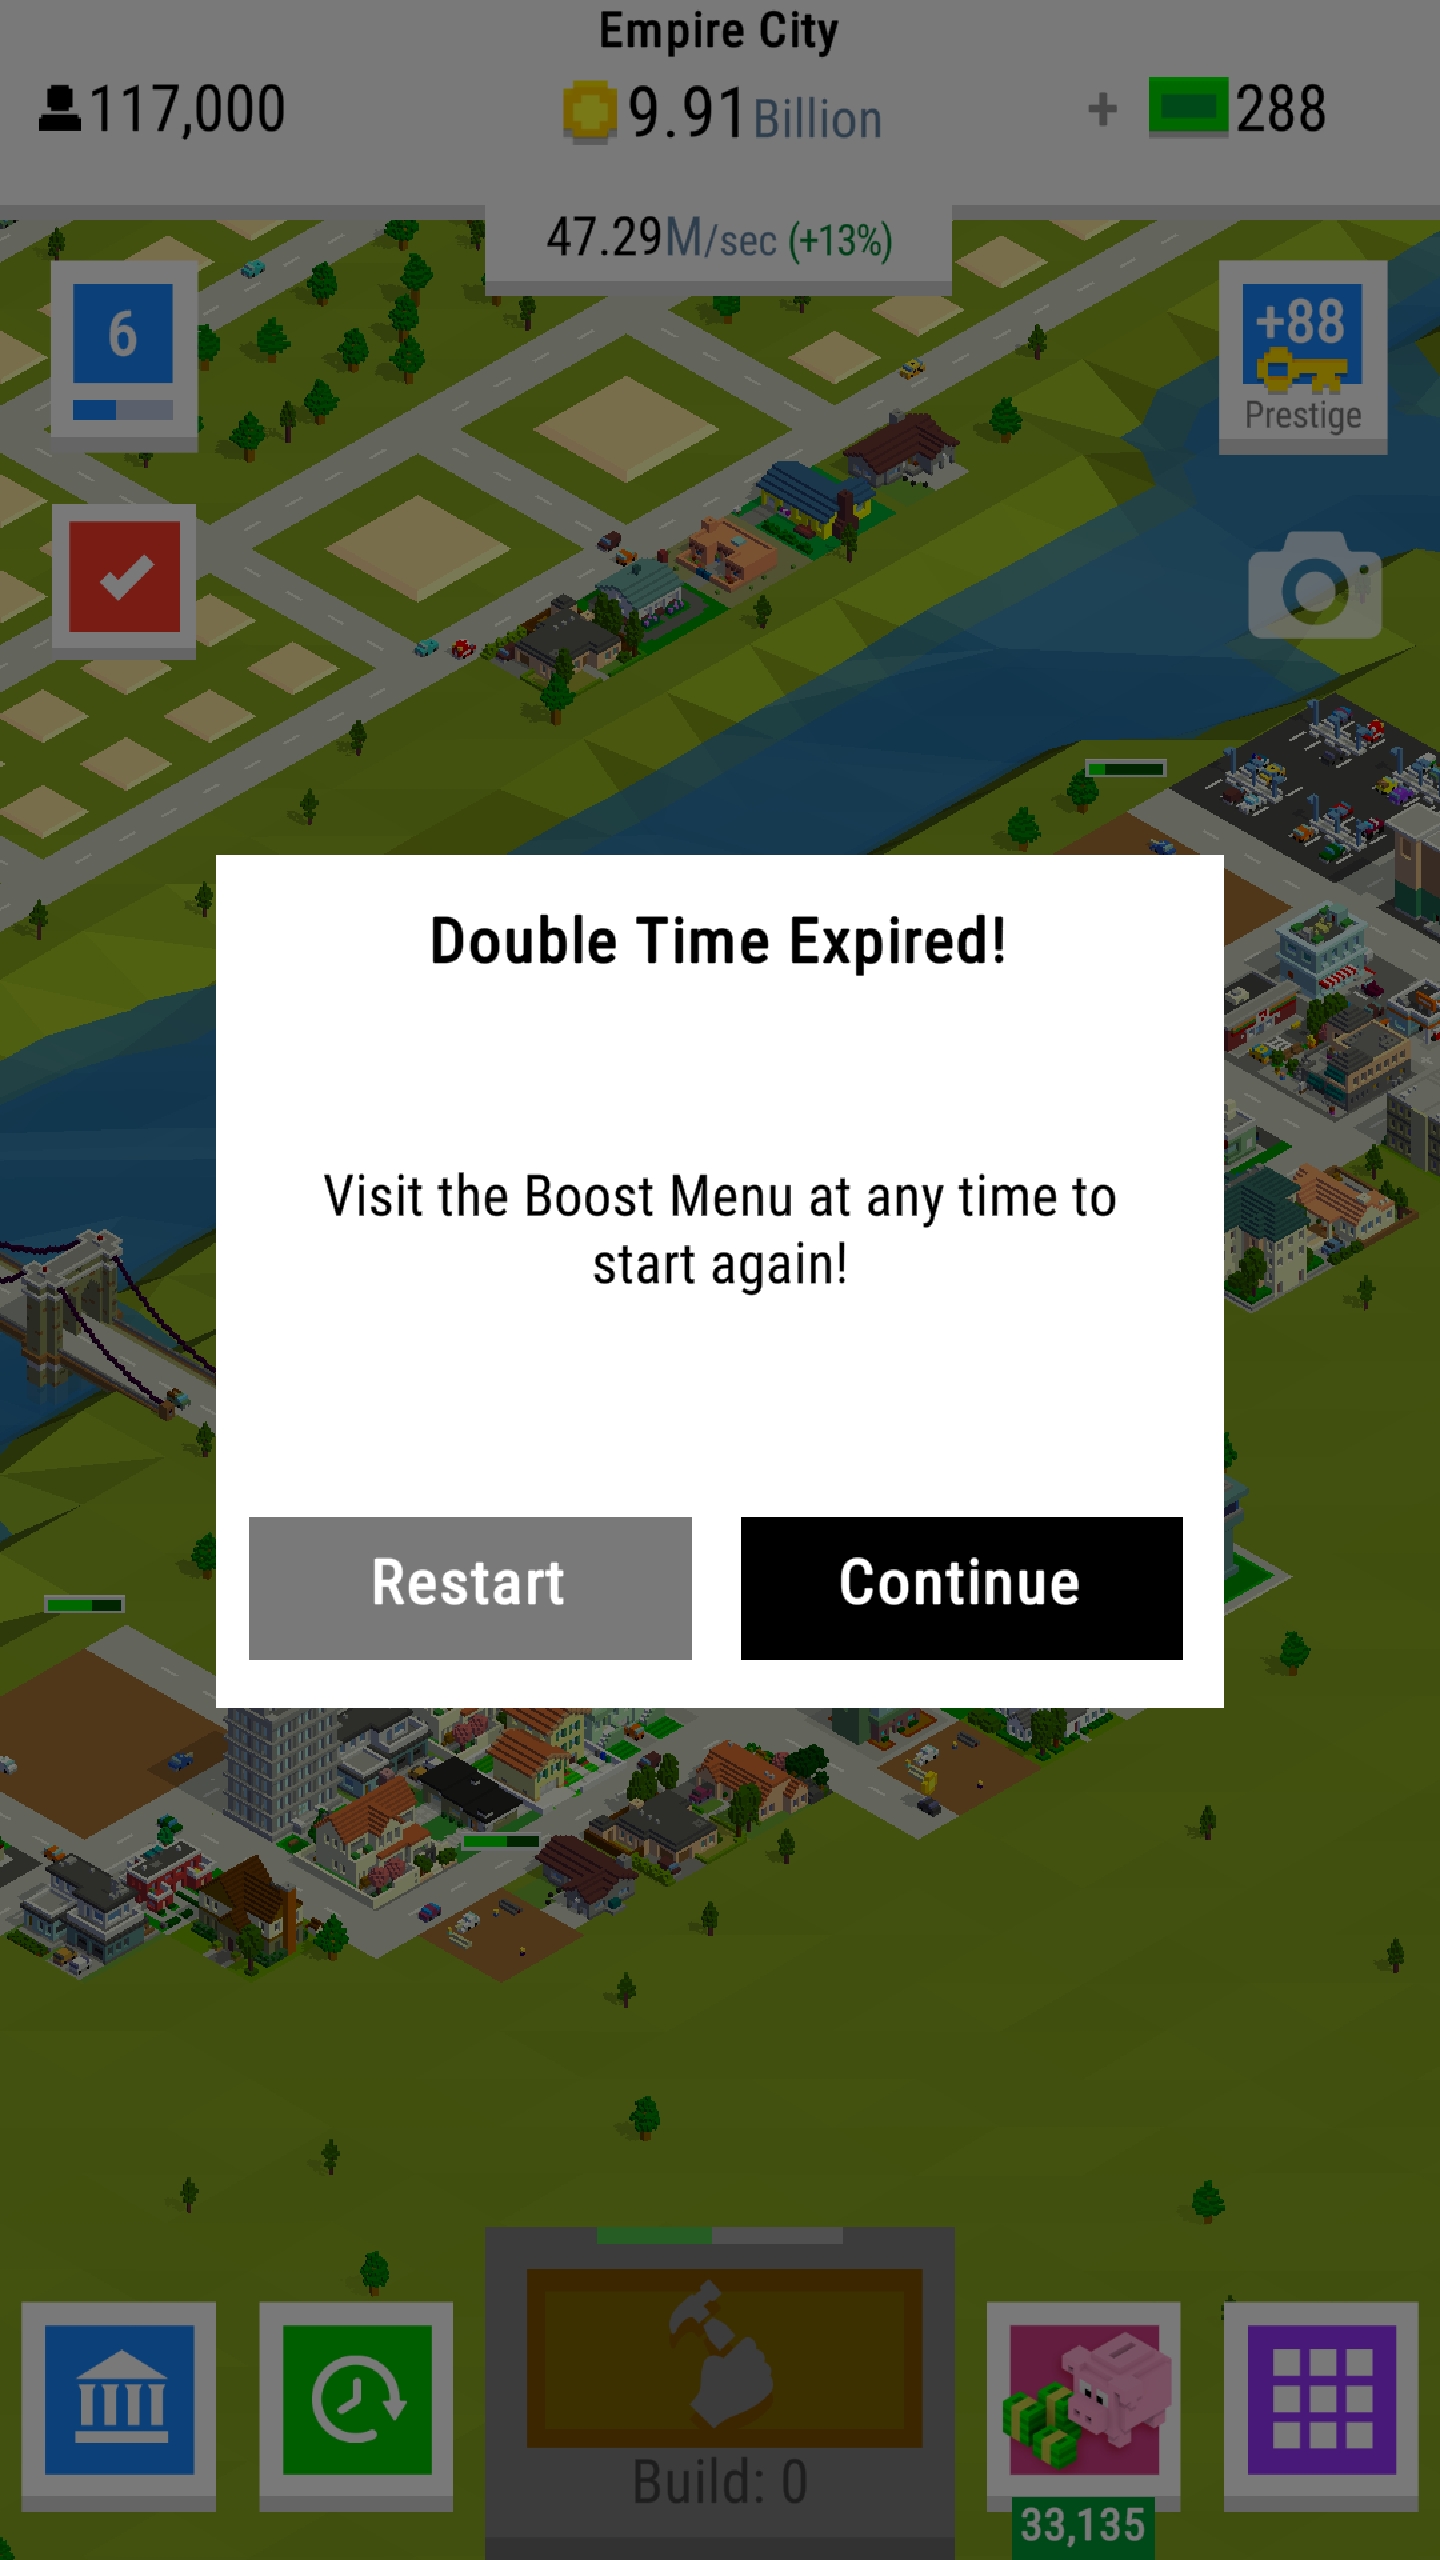 Empire City
117,000
9.91 Billion
+ 288
47.29M/sec (+13%)
6
+88
Prestige
Double Time Expired!
Visit the Boost Menu at any time to
start again!
Restart
Continue
Build: 0
33,135